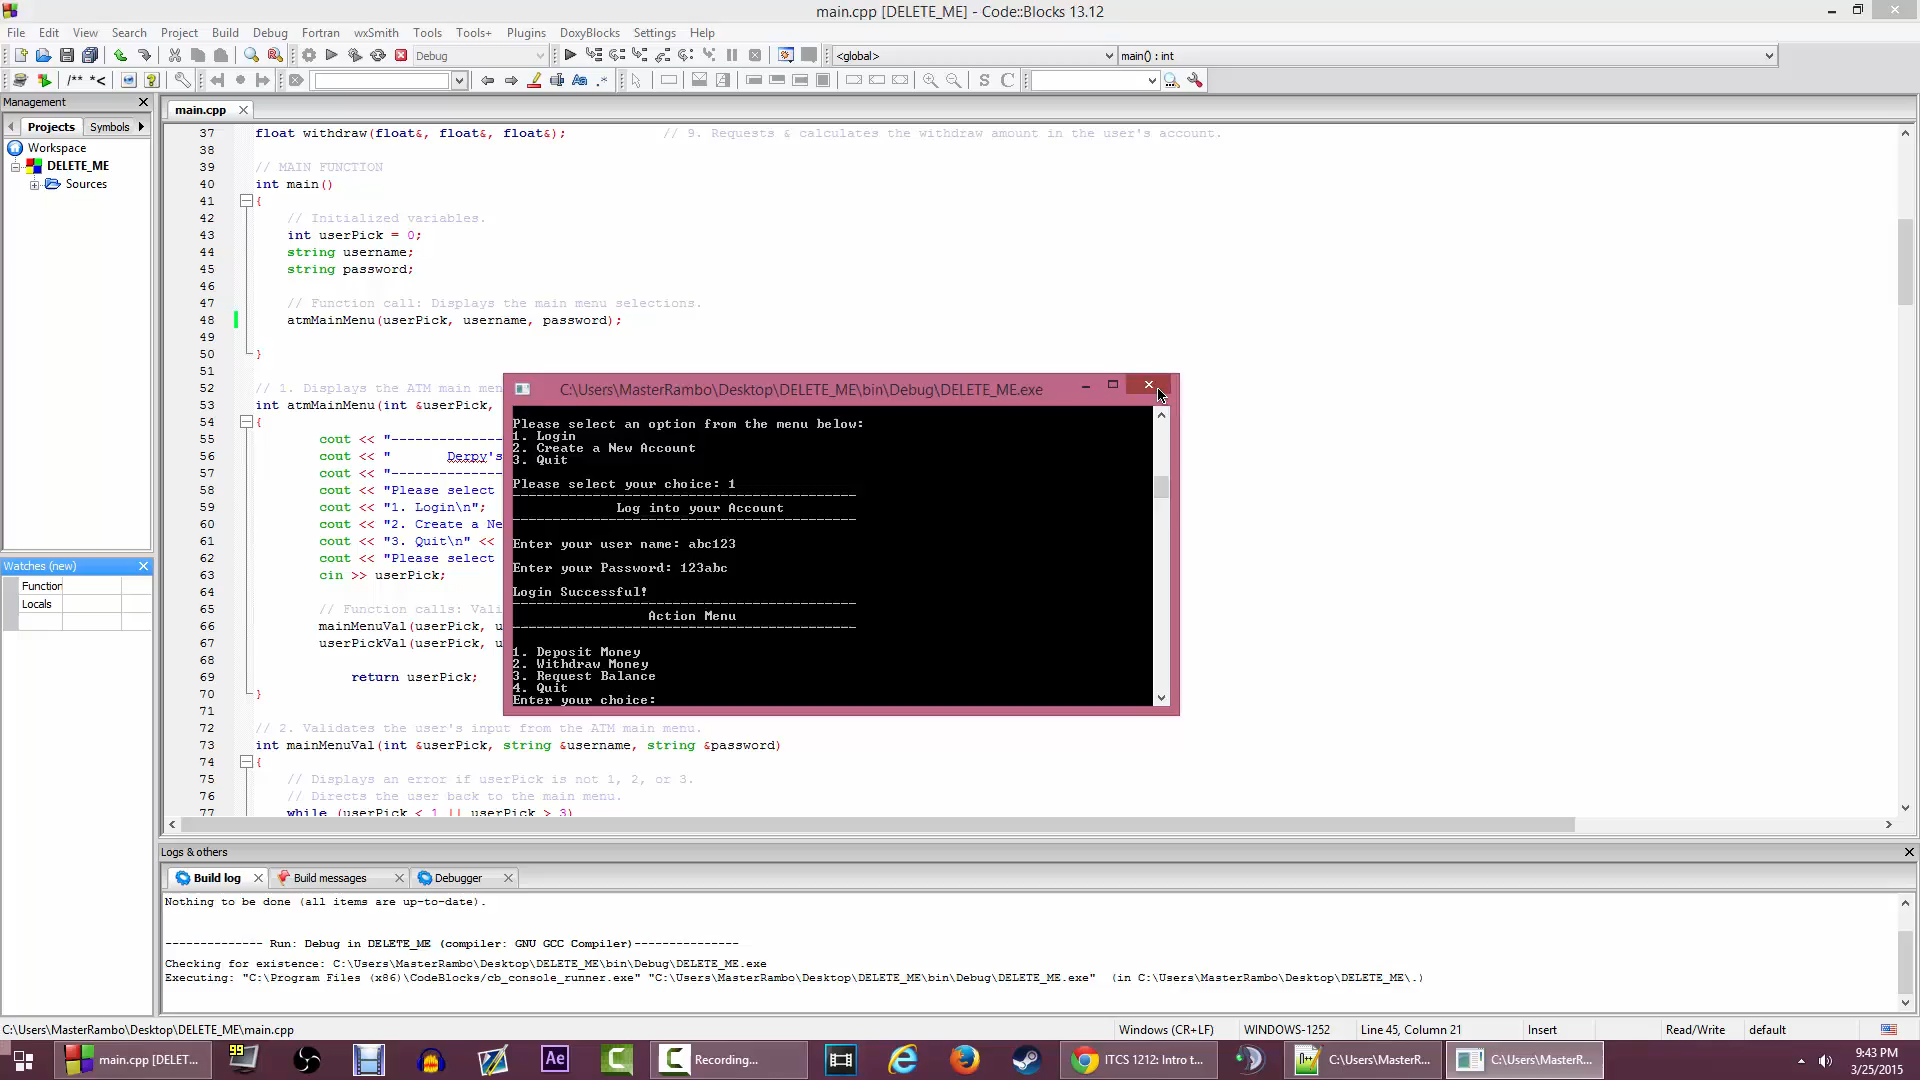 main.cpp [DELETE_ME] - Code::Blocks 13.12
File Edit View Search Project Build Debug Fortran wxSmith Tools Tools+ Plugins DoxyBlocks Settings Help
Debug
<global>
main() : int
/** *<
Management
Projects
Symbols
Workspace
DELETE_ME
Sources
Watches (new)
Function
Locals
main.cpp
37 float withdraw(float&, float&, float&); // 9. Requests & calculates the withdraw amount in the user's account.
38
39 // MAIN FUNCTION
40 int main()
41 {
42 // Initialized variables.
43 int userPick = 0;
44 string username;
45 string password;
46
47 // Function call: Displays the main menu selections.
48 atmMainMenu(userPick, username, password);
49
50 }
51
52 // 1. Displays the ATM main men
53 int atmMainMenu(int &userPick,
54 {
55 cout << "--------------
56 cout << " Derpy's
57 cout << "--------------
58 cout << "Please select
59 cout << "1. Login\n";
60 cout << "2. Create a Ne
61 cout << "3. Quit\n" <<
62 cout << "Please select
63 cin >> userPick;
64
65 // Function calls: Vali
66 mainMenuVal(userPick, u
67 userPickVal(userPick, u
68
69 return userPick;
70 }
71
72 // 2. Validates the user's input from the ATM main menu.
73 int mainMenuVal(int &userPick, string &username, string &password)
74 {
75 // Displays an error if userPick is not 1, 2, or 3.
76 // Directs the user back to the main menu.
77 while (userPick < 1 || userPick > 3)
C:\Users\MasterRambo\Desktop\DELETE_ME\bin\Debug\DELETE_ME.exe
Please select an option from the menu below:
1. Login
2. Create a New Account
3. Quit
Please select your choice: 1
-------------------------------------------
Log into your Account
-------------------------------------------
Enter your user name: abc123
Enter your Password: 123abc
Login Successful!
-------------------------------------------
Action Menu
-------------------------------------------
1. Deposit Money
2. Withdraw Money
3. Request Balance
4. Quit
Enter your choice:
Logs & others
Build log
Build messages
Debugger
Nothing to be done (all items are up-to-date).
-------------- Run: Debug in DELETE_ME (compiler: GNU GCC Compiler)---------------
Checking for existence: C:\Users\MasterRambo\Desktop\DELETE_ME\bin\Debug\DELETE_ME.exe
Executing: "C:\Program Files (x86)\CodeBlocks/cb_console_runner.exe" "C:\Users\MasterRambo\Desktop\DELETE_ME\bin\Debug\DELETE_ME.exe" (in C:\Users\MasterRambo\Desktop\DELETE_ME\.)
C:\Users\MasterRambo\Desktop\DELETE_ME\main.cpp
Windows (CR+LF)
WINDOWS-1252
Line 45, Column 21
Insert
Read/Write
default
main.cpp [DELET...
99
Ae
Recording...
ITCS 1212: Intro t...
C:\Users\MasterR...
C:\Users\MasterR...
9:43 PM
3/25/2015